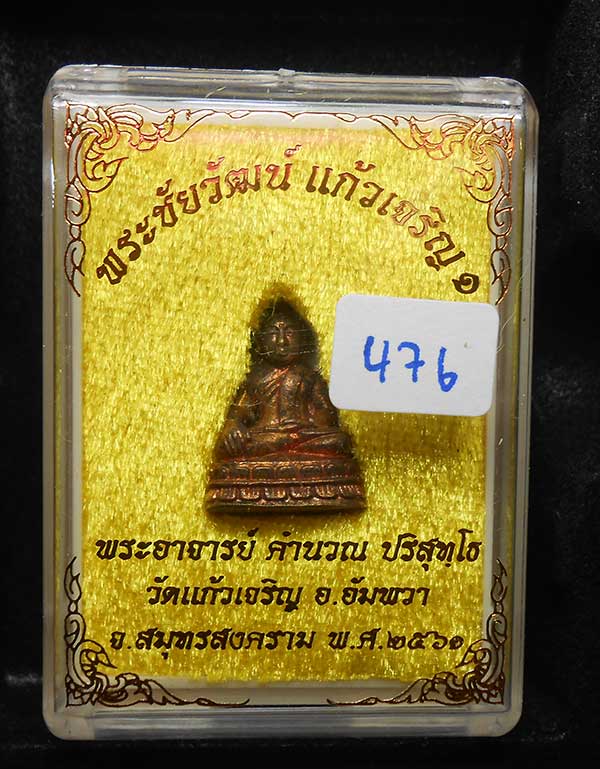 พระชัยวัฒน์ แก้วเจริญ ๑
476
พระอาจารย์ คำนวณ ปริสุทฺโธ
วัดแก้วเจริญ อ.อัมพวา
จ.สมุทรสงคราม พ.ศ.๒๕๖๑